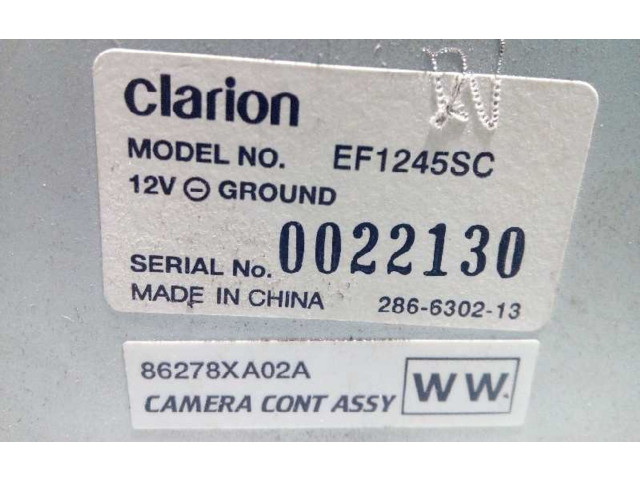 Clarion
MODEL NO. EF1245SC
12V ⊖ GROUND
SERIAL No. 0022130
MADE IN CHINA 286-6302-13
86278XA02A
CAMERA CONT ASSY WW.